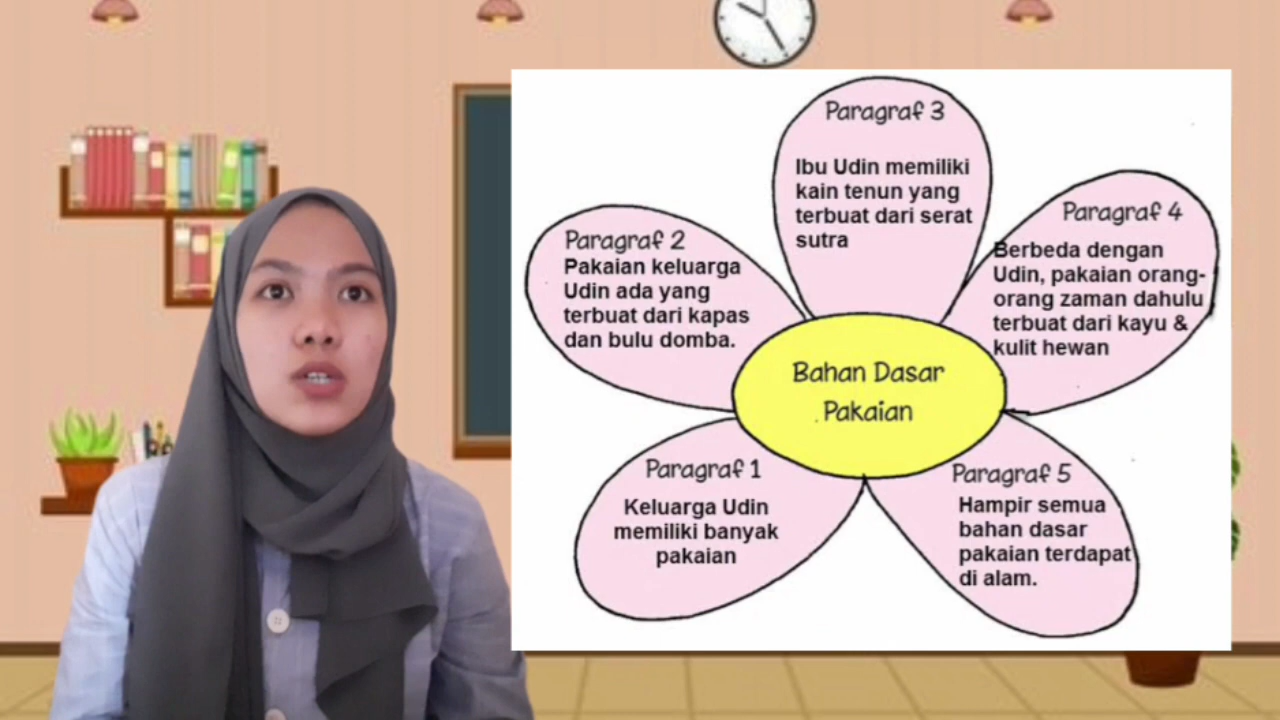 Paragraf 3
Ibu Udin memiliki
kain tenun yang
terbuat dari serat
sutra
Paragraf 4
Berbeda dengan
Udin, pakaian orang-
orang zaman dahulu
terbuat dari kayu &
kulit hewan
Paragraf 2
Pakaian keluarga
Udin ada yang
terbuat dari kapas
dan bulu domba.
Bahan Dasar
Pakaian
Paragraf 1
Keluarga Udin
memiliki banyak
pakaian
Paragraf 5
Hampir semua
bahan dasar
pakaian terdapat
di alam.